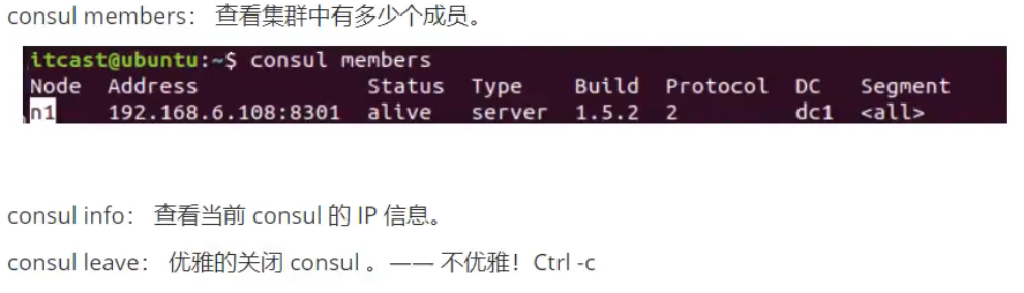 consul members： 查看集群中有多少个成员。
itcast@ubuntu:~$ consul members
Node Address Status Type Build Protocol DC Segment
n1 192.168.6.108:8301 alive server 1.5.2 2 dc1 <all>
consul info： 查看当前 consul 的 IP 信息。
consul leave： 优雅的关闭 consul 。—— 不优雅！Ctrl -c